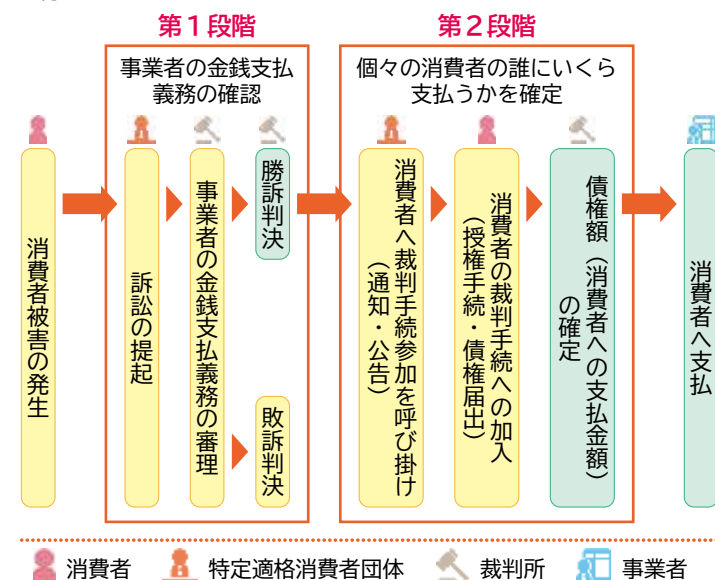 第1段階
事業者の金銭支払
義務の確認
第2段階
個々の消費者の誰にいくら
支払うかを確定
消費者被害の発生
訴訟の提起
事業者の金銭支払義務の審理
勝訴判決
敗訴判決
消費者へ裁判手続参加を呼び掛け
（通知・公告）
消費者の裁判手続への加入
（授権手続・債権届出）
債権額（消費者への支払金額）
の確定
消費者へ支払
消費者
特定適格消費者団体
裁判所
事業者